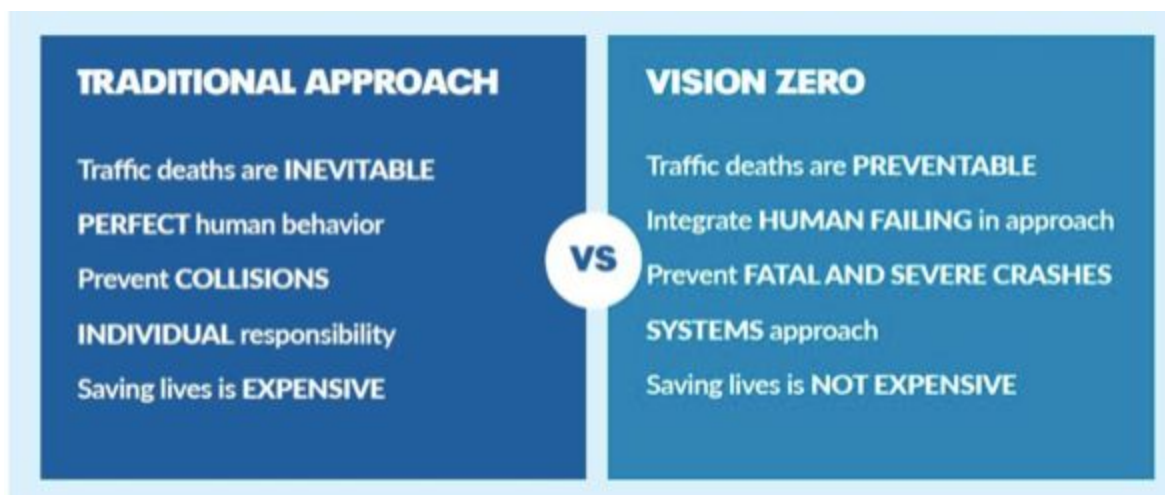 TRADITIONAL APPROACH
Traffic deaths are INEVITABLE
PERFECT human behavior
Prevent COLLISIONS
INDIVIDUAL responsibility
Saving lives is EXPENSIVE
VS
VISION ZERO
Traffic deaths are PREVENTABLE
Integrate HUMAN FAILING in approach
Prevent FATAL AND SEVERE CRASHES
SYSTEMS approach
Saving lives is NOT EXPENSIVE